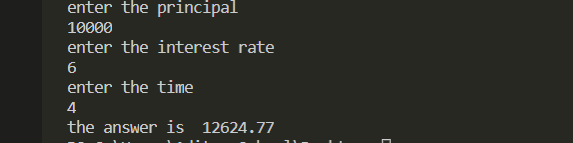 enter the principal
10000
enter the interest rate
6
enter the time
4
the answer is  12624.77